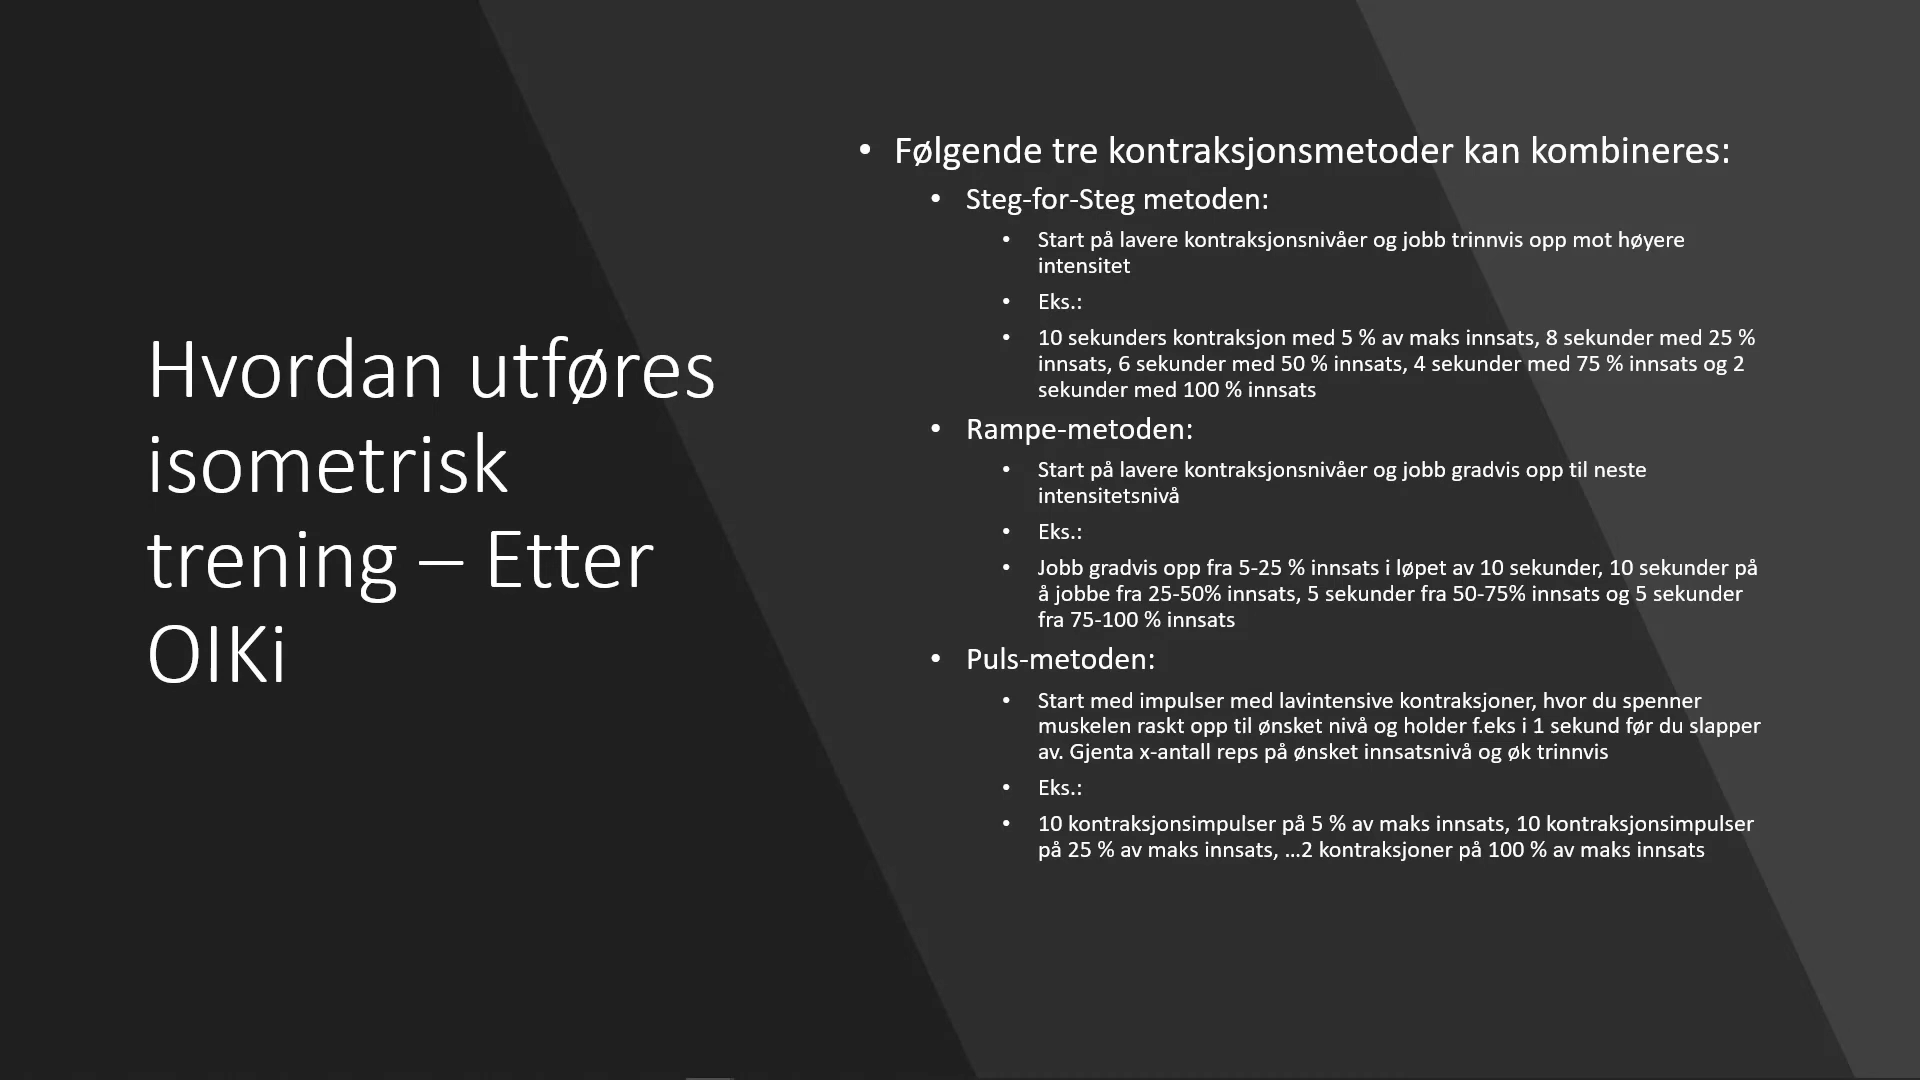 Hvordan utføres
isometrisk
trening – Etter
OIKi
• Følgende tre kontraksjonsmetoder kan kombineres:
• Steg-for-Steg metoden:
• Start på lavere kontraksjonsnivåer og jobb trinnvis opp mot høyere
intensitet
• Eks.:
• 10 sekunders kontraksjon med 5 % av maks innsats, 8 sekunder med 25 %
innsats, 6 sekunder med 50 % innsats, 4 sekunder med 75 % innsats og 2
sekunder med 100 % innsats
• Rampe-metoden:
• Start på lavere kontraksjonsnivåer og jobb gradvis opp til neste
intensitetsnivå
• Eks.:
• Jobb gradvis opp fra 5-25 % innsats i løpet av 10 sekunder, 10 sekunder på
å jobbe fra 25-50% innsats, 5 sekunder fra 50-75% innsats og 5 sekunder
fra 75-100 % innsats
• Puls-metoden:
• Start med impulser med lavintensive kontraksjoner, hvor du spenner
muskelen raskt opp til ønsket nivå og holder f.eks i 1 sekund før du slapper
av. Gjenta x-antall reps på ønsket innsatsnivå og øk trinnvis
• Eks.:
• 10 kontraksjonsimpulser på 5 % av maks innsats, 10 kontraksjonsimpulser
på 25 % av maks innsats, …2 kontraksjoner på 100 % av maks innsats